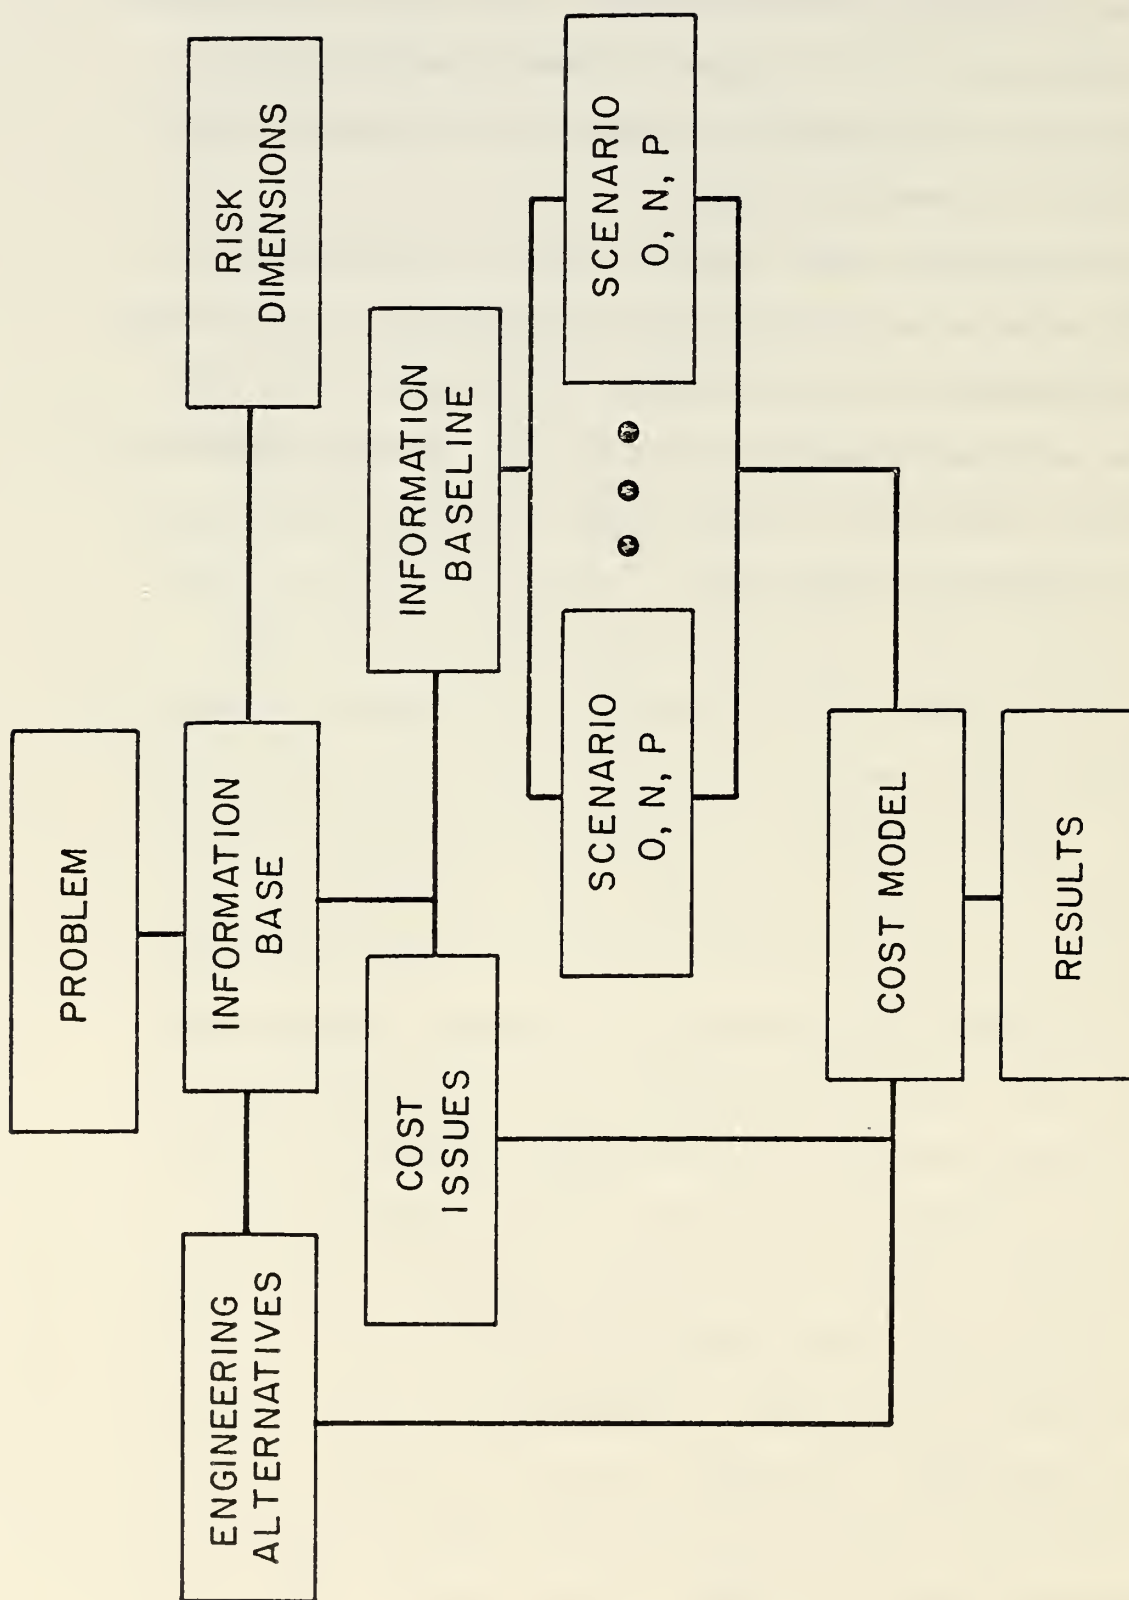 PROBLEM
ENGINEERING
ALTERNATIVES
INFORMATION
BASE
RISK
DIMENSIONS
COST
ISSUES
INFORMATION
BASELINE
SCENARIO
O, N, P
SCENARIO
O, N, P
COST MODEL
RESULTS